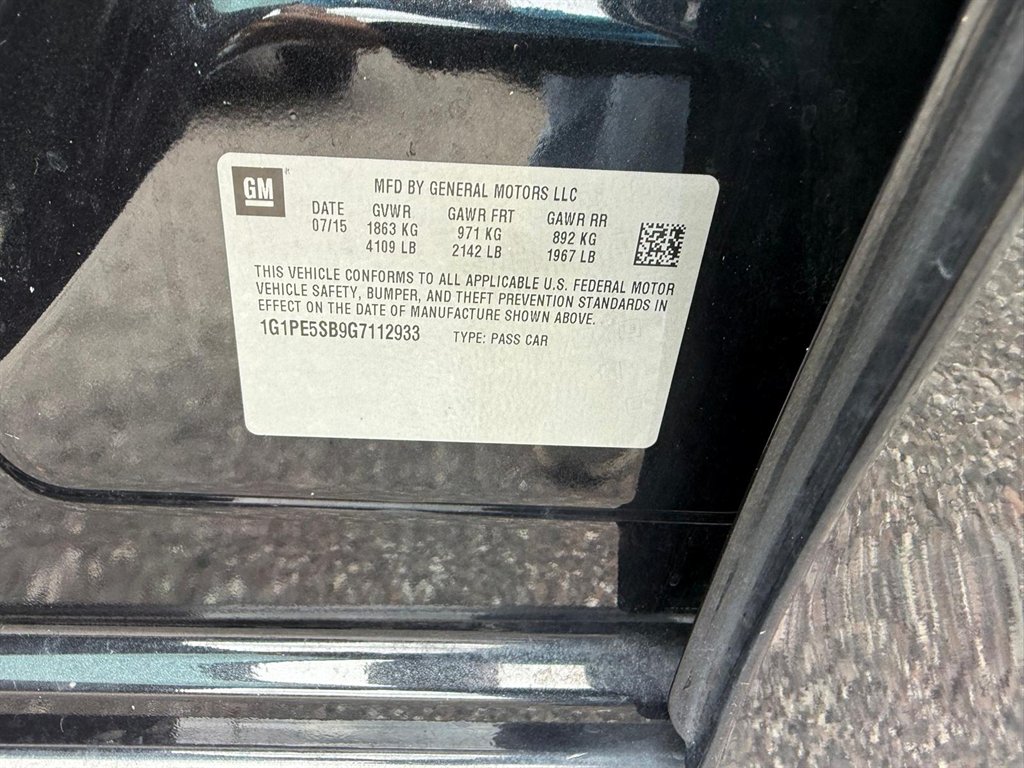 GM
MFD BY GENERAL MOTORS LLC
DATE GVWR GAWR FRT GAWR RR
07/15 1863 KG 971 KG 892 KG
4109 LB 2142 LB 1967 LB
THIS VEHICLE CONFORMS TO ALL APPLICABLE U.S. FEDERAL MOTOR
VEHICLE SAFETY, BUMPER, AND THEFT PREVENTION STANDARDS IN
EFFECT ON THE DATE OF MANUFACTURE SHOWN ABOVE.
1G1PE5SB9G7112933 TYPE: PASS CAR